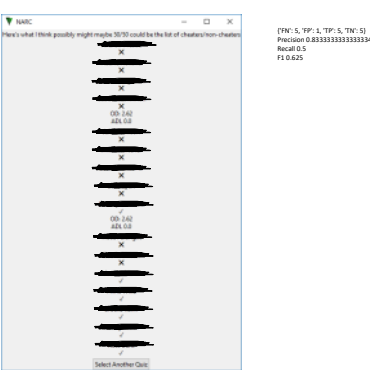 NARC
Here's what I think possibly might maybe 50/50 could be the list of cheaters/non-cheaters
OD: 2.62
ADL 0.0
OD: 2.62
ADL 0.0
Select Another Quiz
{'FN': 5, 'FP': 1, 'TP': 5, 'TN': 5}
Precision 0.8333333333333334
Recall 0.5
F1 0.625